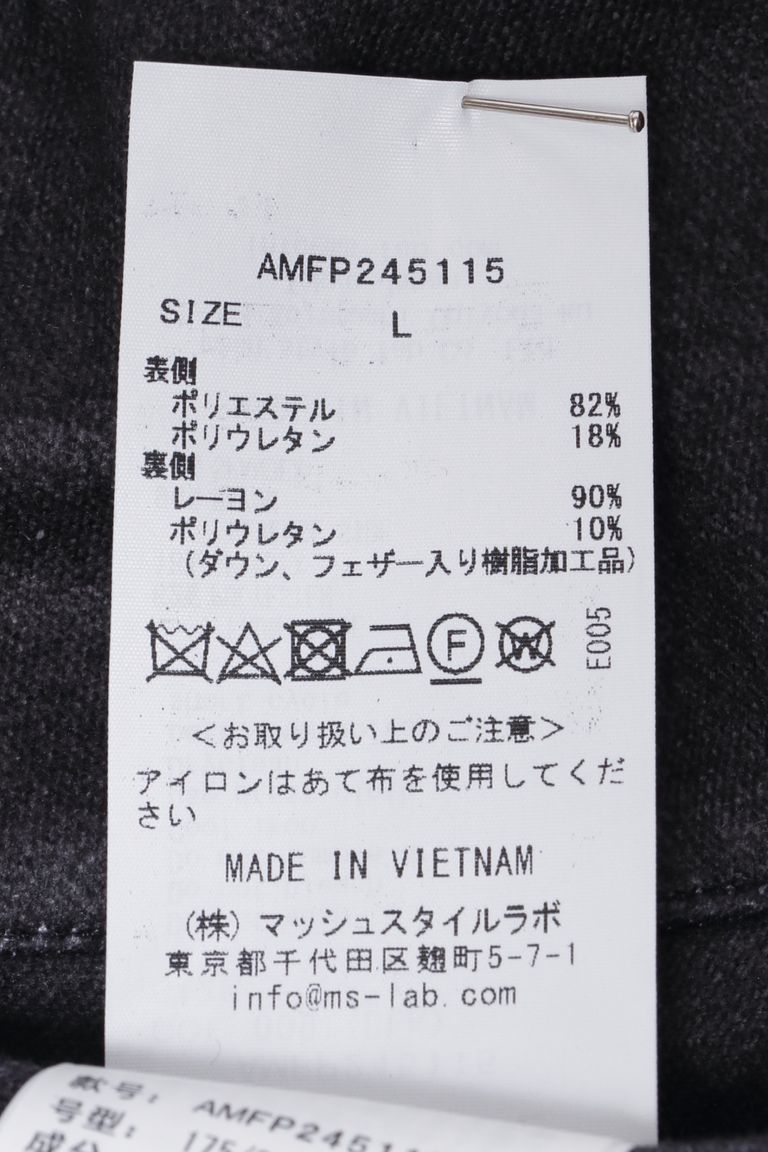 AMFP245115
SIZE L
表側
ポリエステル 82%
ポリウレタン 18%
裏側
レーヨン 90%
ポリウレタン 10%
(ダウン、フェザー入り樹脂加工品)
F W E005
<お取り扱い上のご注意>
アイロンはあて布を使用してくだ
さい
MADE IN VIETNAM
(株) マッシュスタイルラボ
東京都千代田区麹町5-7-1
info@ms-lab.com
款号: AMFP24511
号型: 175/
成分